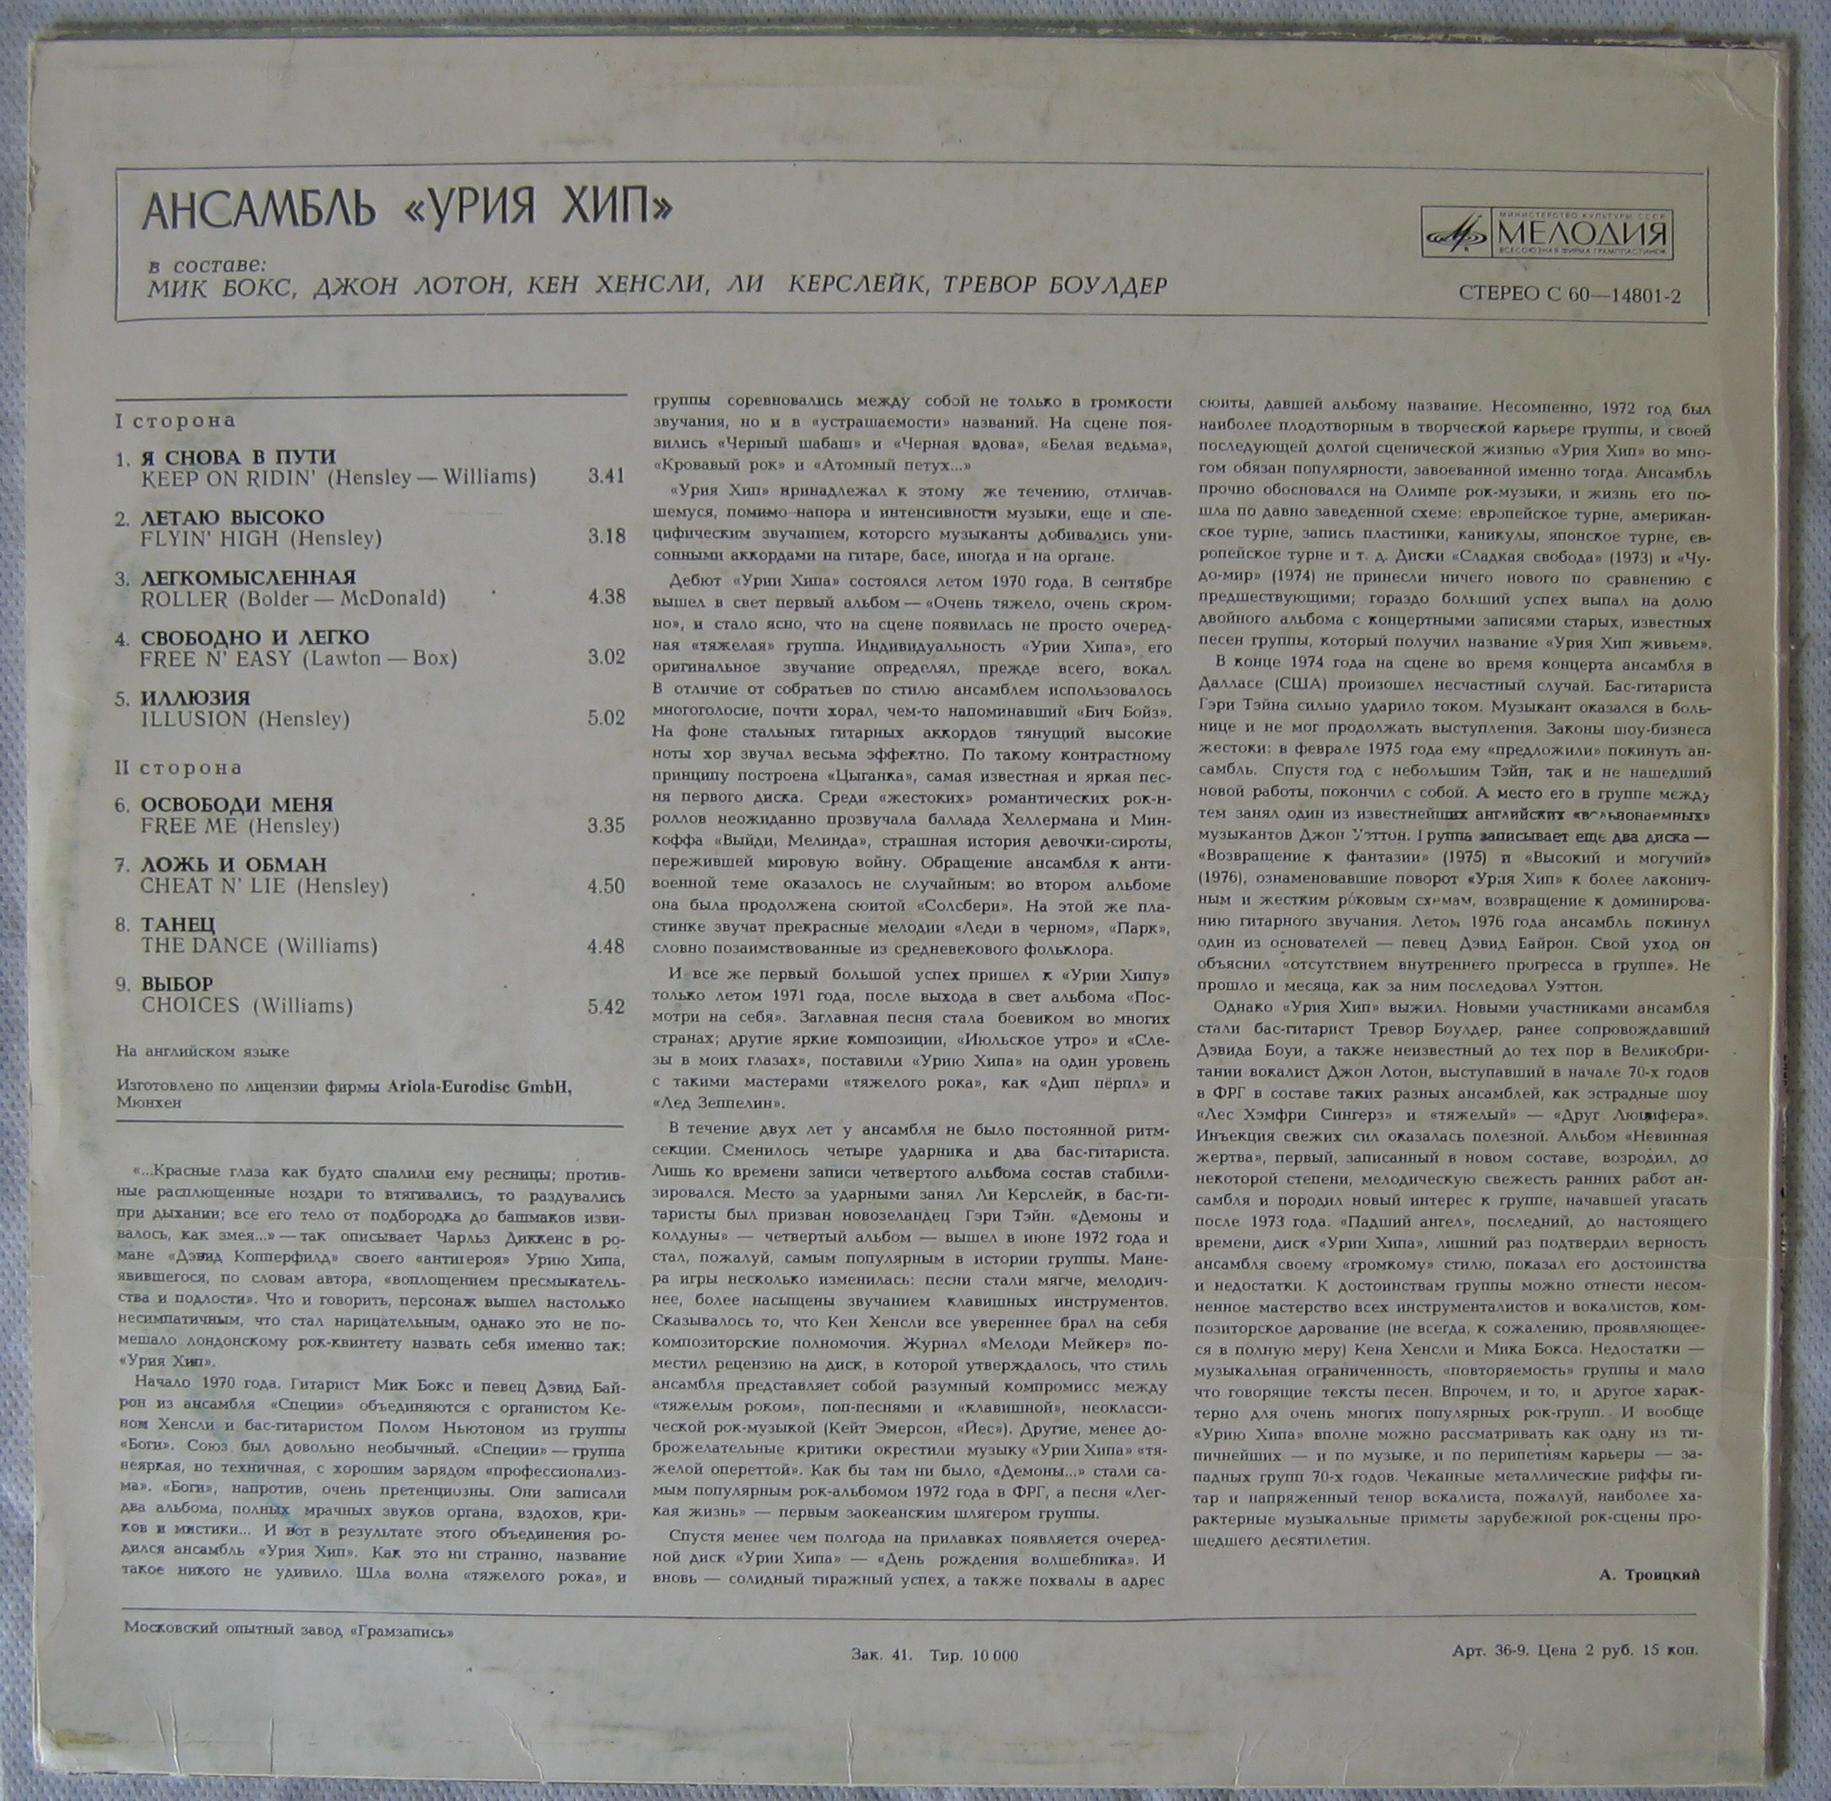 АНСАМБЛЬ «УРИЯ ХИП»
в составе:
МИК БОКС, ДЖОН ЛОТОН, КЕН ХЕНСЛИ, ЛИ КЕРСЛЕЙК, ТРЕВОР БОУЛДЕР
МИНИСТЕРСТВО КУЛЬТУРЫ СССР
МЕЛОДИЯ
ВСЕСОЮЗНАЯ ФИРМА ГРАМПЛАСТИНОК
СТЕРЕО С 60—14801-2
I сторона
1. Я СНОВА В ПУТИ
KEEP ON RIDIN' (Hensley — Williams) 3.41
2. ЛЕТАЮ ВЫСОКО
FLYIN' HIGH (Hensley) 3.18
3. ЛЕГКОМЫСЛЕННАЯ
ROLLER (Bolder — McDonald) 4.38
4. СВОБОДНО И ЛЕГКО
FREE N' EASY (Lawton — Box) 3.02
5. ИЛЛЮЗИЯ
ILLUSION (Hensley) 5.02
II сторона
6. ОСВОБОДИ МЕНЯ
FREE ME (Hensley) 3.35
7. ЛОЖЬ И ОБМАН
CHEAT N' LIE (Hensley) 4.50
8. ТАНЕЦ
THE DANCE (Williams) 4.48
9. ВЫБОР
CHOICES (Williams) 5.42
На английском языке
Изготовлено по лицензии фирмы Ariola-Eurodisc GmbH,
Мюнхен
«...Красные глаза как будто спалили ему ресницы; против-
ные расплющенные ноздри то втягивались, то раздувались
при дыхании; все его тело от подбородка до башмаков изви-
валось, как змея...» — так описывает Чарльз Диккенс в ро-
мане «Дэвид Копперфилд» своего «антигероя» Урию Хипа,
явившегося, по словам автора, «воплощением пресмыкатель-
ства и подлости». Что и говорить, персонаж вышел настолько
несимпатичным, что стал нарицательным, однако это не по-
мешало лондонскому рок-квинтету назвать себя именно так:
«Урия Хип».
Начало 1970 года. Гитарист Мик Бокс и певец Дэвид Бай-
рон из ансамбля «Специи» объединяются с органистом Ке-
ном Хенсли и бас-гитаристом Полом Ньютоном из группы
«Боги». Союз был довольно необычный. «Специи» — группа
неяркая, но техничная, с хорошим зарядом «профессионализ-
ма». «Боги», напротив, очень претенциозны. Они записали
два альбома, полных мрачных звуков органа, вздохов, кри-
ков и мистики... И вот в результате этого объединения ро-
дился ансамбль «Урия Хип». Как это ни странно, название
такое никого не удивило. Шла волна «тяжелого рока», и
группы соревновались между собой не только в громкости
звучания, но и в «устрашаемости» названий. На сцене поя-
вились «Черный шабаш» и «Черная вдова», «Белая ведьма»,
«Кровавый рок» и «Атомный петух...»
«Урия Хип» принадлежал к этому же течению, отличав-
шемуся, помимо напора и интенсивности музыки, еще и спе-
цифическим звучанием, которого музыканты добивались уни-
сонными аккордами на гитаре, басе, иногда и на органе.
Дебют «Урии Хипа» состоялся летом 1970 года. В сентябре
вышел в свет первый альбом — «Очень тяжело, очень скром-
но», и стало ясно, что на сцене появилась не просто очеред-
ная «тяжелая» группа. Индивидуальность «Урии Хипа», его
оригинальное звучание определял, прежде всего, вокал.
В отличие от собратьев по стилю ансамблем использовалось
многоголосие, почти хорал, чем-то напоминавший «Бич Бойз».
На фоне стальных гитарных аккордов тянущий высокие
ноты хор звучал весьма эффектно. По такому контрастному
принципу построена «Цыганка», самая известная и яркая пес-
ня первого диска. Среди «жестоких» романтических рок-н-
роллов неожиданно прозвучала баллада Хеллермана и Мин-
коффа «Выйди, Мелинда», страшная история девочки-сироты,
пережившей мировую войну. Обращение ансамбля к анти-
военной теме оказалось не случайным: во втором альбоме
она была продолжена сюитой «Солсбери». На этой же пла-
стинке звучат прекрасные мелодии «Леди в черном», «Парк»,
словно позаимствованные из средневекового фольклора.
И все же первый большой успех пришел к «Урии Хипу»
только летом 1971 года, после выхода в свет альбома «Пос-
мотри на себя». Заглавная песня стала боевиком во многих
странах; другие яркие композиции, «Июльское утро» и «Сле-
зы в моих глазах», поставили «Урию Хипа» на один уровень
с такими мастерами «тяжелого рока», как «Дип пёрпл» и
«Лед Зеппелин».
В течение двух лет у ансамбля не было постоянной ритм-
секции. Сменилось четыре ударника и два бас-гитариста.
Лишь ко времени записи четвертого альбома состав стабили-
зировался. Место за ударными занял Ли Керслейк, в бас-ги-
таристы был призван новозеландец Гэри Тэйн. «Демоны и
колдуны» — четвертый альбом — вышел в июне 1972 года и
стал, пожалуй, самым популярным в истории группы. Мане-
ра игры несколько изменилась: песни стали мягче, мелодич-
нее, более насыщены звучанием клавишных инструментов.
Сказывалось то, что Кен Хенсли все увереннее брал на себя
композиторские полномочия. Журнал «Мелоди Мейкер» по-
местил рецензию на диск, в которой утверждалось, что стиль
ансамбля представляет собой разумный компромисс между
«тяжелым роком», поп-песнями и «клавишной», неокласси-
ческой рок-музыкой (Кейт Эмерсон, «Йес»). Другие, менее до-
брожелательные критики окрестили музыку «Урии Хипа» «тя-
желой опереттой». Как бы там ни было, «Демоны...» стали са-
мым популярным рок-альбомом 1972 года в ФРГ, а песня «Лег-
кая жизнь» — первым заокеанским шлягером группы.
Спустя менее чем полгода на прилавках появляется очеред-
ной диск «Урии Хипа» — «День рождения волшебника». И
вновь — солидный тиражный успех, а также похвалы в адрес
сюиты, давшей альбому название. Несомненно, 1972 год был
наиболее плодотворным в творческой карьере группы, и своей
последующей долгой сценической жизнью «Урия Хип» во мно-
гом обязан популярности, завоеванной именно тогда. Ансамбль
прочно обосновался на Олимпе рок-музыки, и жизнь его по-
шла по давно заведенной схеме: европейское турне, американ-
ское турне, запись пластинки, каникулы, японское турне, ев-
ропейское турне и т. д. Диски «Сладкая свобода» (1973) и «Чу-
до-мир» (1974) не принесли ничего нового по сравнению с
предшествующими; гораздо больший успех выпал на долю
двойного альбома с концертными записями старых, известных
песен группы, который получил название «Урия Хип живьем».
В конце 1974 года на сцене во время концерта ансамбля в
Далласе (США) произошел несчастный случай. Бас-гитариста
Гэри Тэйна сильно ударило током. Музыкант оказался в боль-
нице и не мог продолжать выступления. Законы шоу-бизнеса
жестоки: в феврале 1975 года ему «предложили» покинуть ан-
самбль. Спустя год с небольшим Тэйн, так и не нашедший
новой работы, покончил с собой. А место его в группе между
тем занял один из известнейших английских «вольнонаемных»
музыкантов Джон Уэттон. Группа записывает еще два диска —
«Возвращение к фантазии» (1975) и «Высокий и могучий»
(1976), ознаменовавшие поворот «Урия Хип» к более лаконич-
ным и жестким роковым схемам, возвращение к доминирова-
нию гитарного звучания. Летом 1976 года ансамбль покинул
один из основателей — певец Дэвид Байрон. Свой уход он
объяснил «отсутствием внутреннего прогресса в группе». Не
прошло и месяца, как за ним последовал Уэттон.
Однако «Урия Хип» выжил. Новыми участниками ансамбля
стали бас-гитарист Тревор Боулдер, ранее сопровождавший
Дэвида Боуи, а также неизвестный до тех пор в Великобри-
тании вокалист Джон Лотон, выступавший в начале 70-х годов
в ФРГ в составе таких разных ансамблей, как эстрадные шоу
«Лес Хэмфри Сингерз» и «тяжелый» — «Друг Люцифера».
Инъекция свежих сил оказалась полезной. Альбом «Невинная
жертва», первый, записанный в новом составе, возродил, до
некоторой степени, мелодическую свежесть ранних работ ан-
самбля и породил новый интерес к группе, начавшей угасать
после 1973 года. «Падший ангел», последний, до настоящего
времени, диск «Урии Хипа», лишний раз подтвердил верность
ансамбля своему «громкому» стилю, показал его достоинства
и недостатки. К достоинствам группы можно отнести несом-
ненное мастерство всех инструменталистов и вокалистов, ком-
позиторское дарование (не всегда, к сожалению, проявляющее-
ся в полную меру) Кена Хенсли и Мика Бокса. Недостатки —
музыкальная ограниченность, «повторяемость» группы и мало
что говорящие тексты песен. Впрочем, и то, и другое харак-
терно для очень многих популярных рок-групп. И вообще
«Урию Хипа» вполне можно рассматривать как одну из ти-
пичнейших — и по музыке, и по перипетиям карьеры — за-
падных групп 70-х годов. Чеканные металлические риффы ги-
тар и напряженный тенор вокалиста, пожалуй, наиболее ха-
рактерные музыкальные приметы зарубежной рок-сцены про-
шедшего десятилетия.
А. Троицкий
Московский опытный завод «Грамзапись»
Зак. 41. Тир. 10 000
Арт. 36-9. Цена 2 руб. 15 коп.